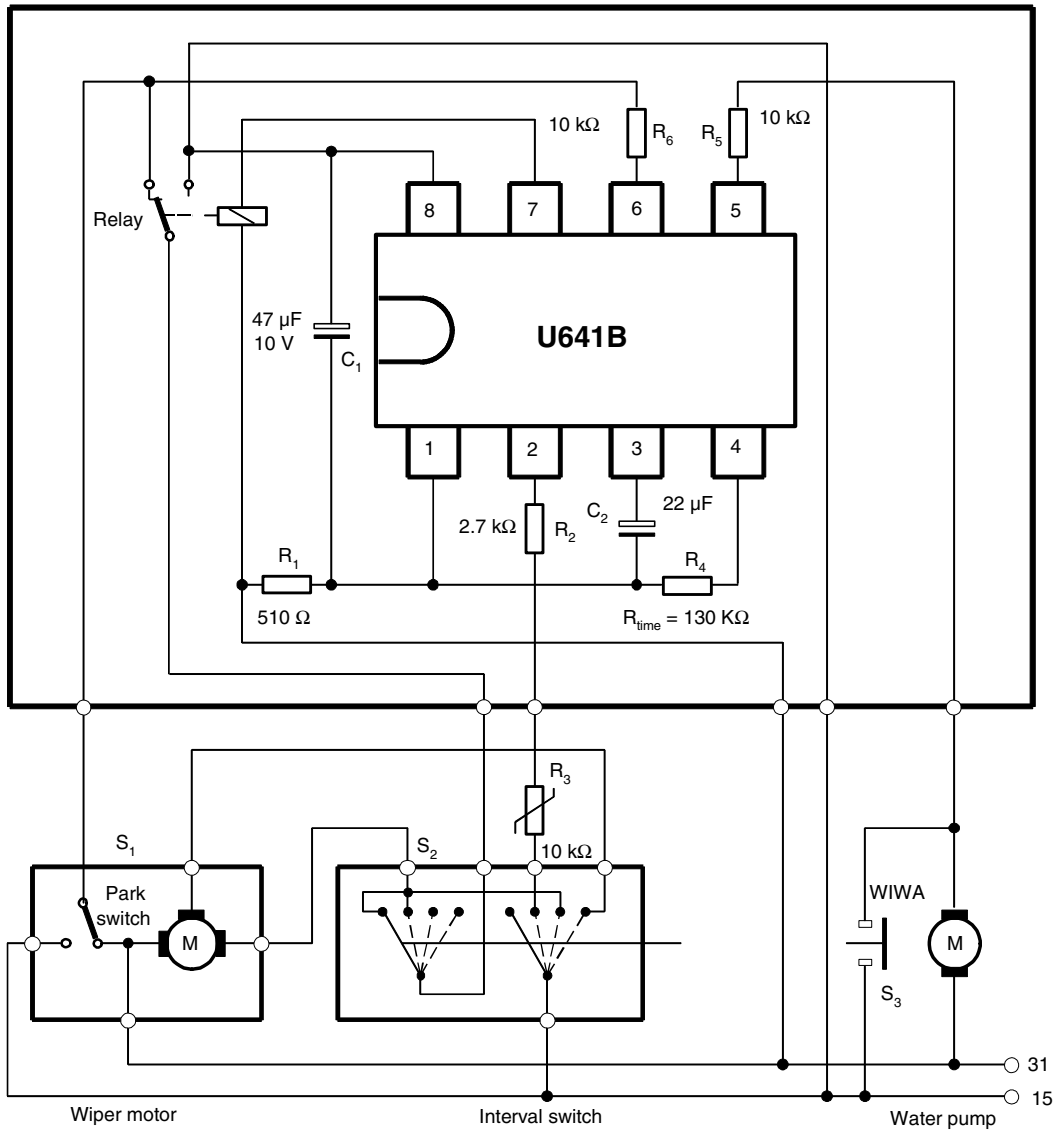 10 kΩ
R6
R5
10 kΩ
8
7
6
5
Relay
47 µF
10 V
C1
U641B
1
2
3
4
2.7 kΩ
R2
C2
22 µF
R1
510 Ω
R4
Rtime = 130 KΩ
R3
10 kΩ
S1
S2
Park
switch
M
WIWA
M
S3
31
15
Wiper motor
Interval switch
Water pump